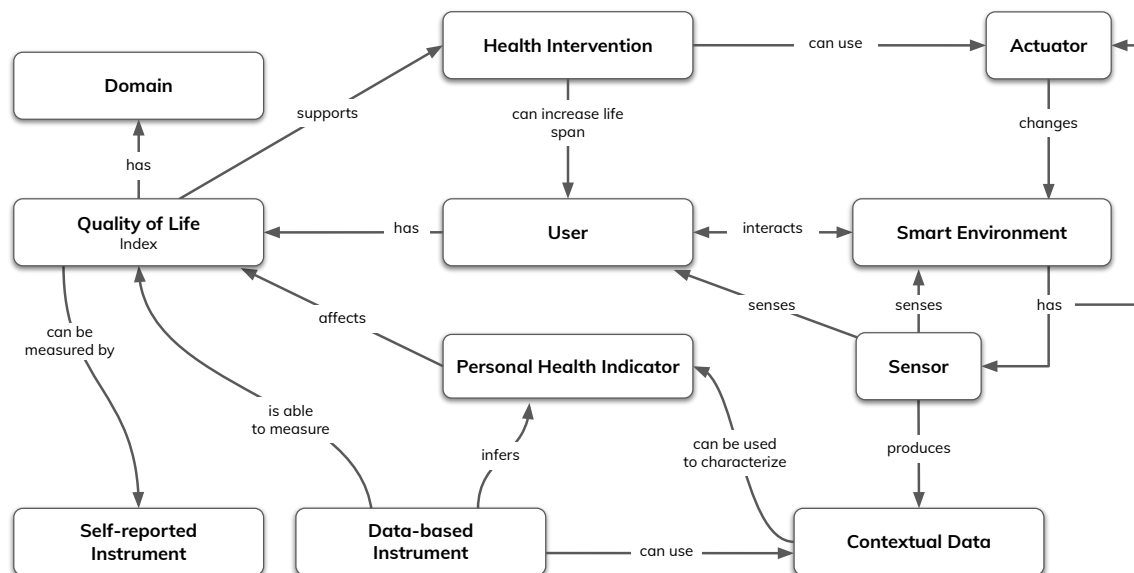 Health Intervention
can use
Actuator
Domain
supports
can increase life
span
changes
has
Quality of Life
Index
has
User
interacts
Smart Environment
affects
senses
senses
has
can be
measured by
Personal Health Indicator
Sensor
is able
to measure
infers
can be used
to characterize
produces
Self-reported
Instrument
Data-based
Instrument
can use
Contextual Data